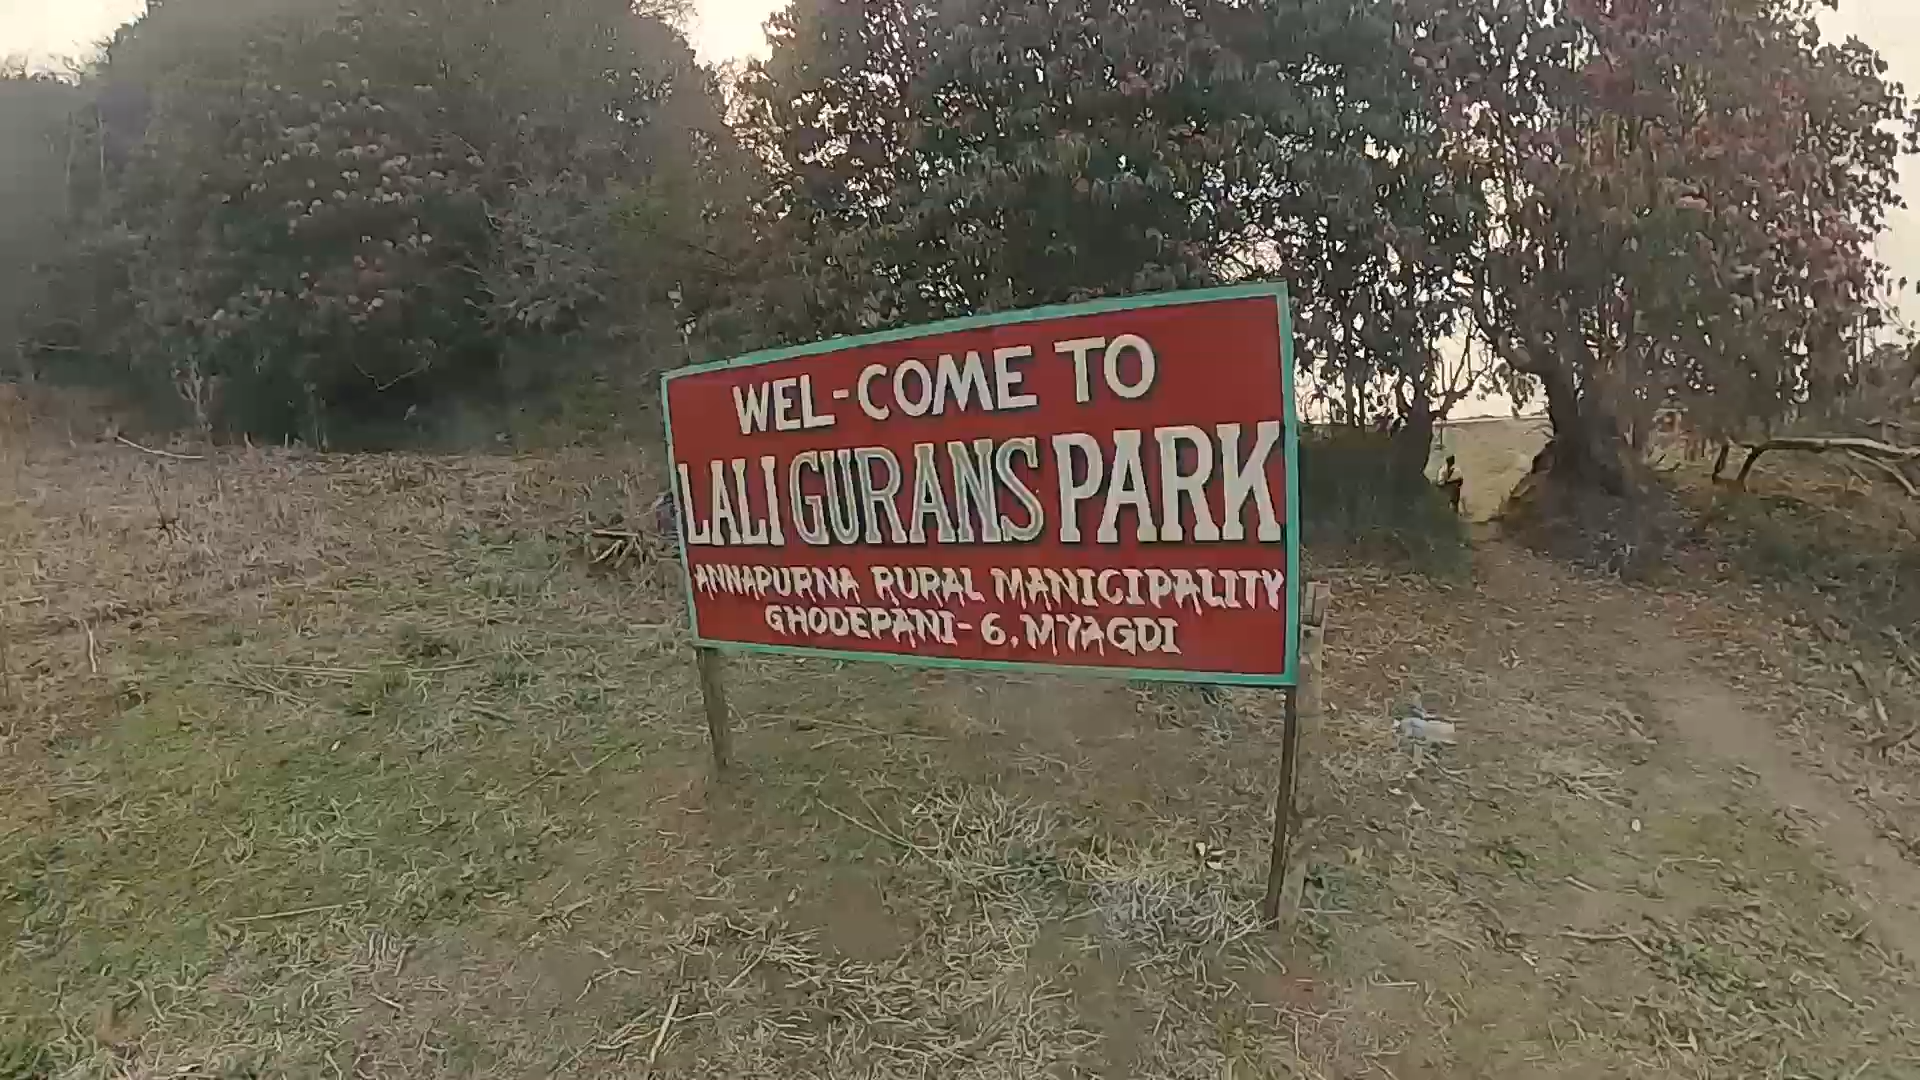 WEL-COME TO
LALI GURANS PARK
ANNAPURNA RURAL MANICIPALITY
GHODEPANI-6, MYAGDI